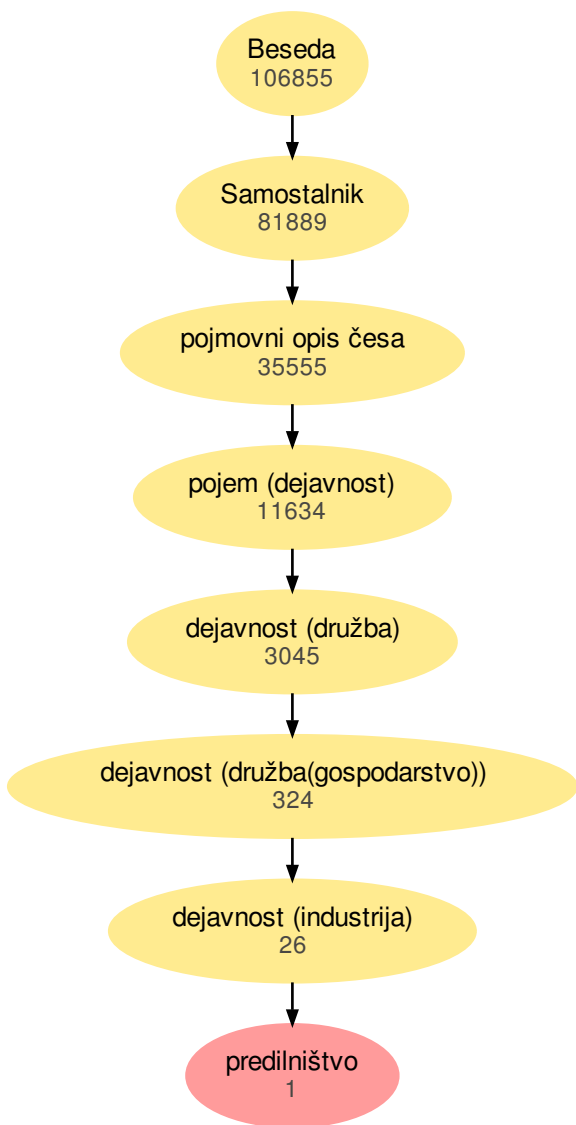 Beseda
106855
Samostalnik
81889
pojmovni opis česa
35555
pojem (dejavnost)
11634
dejavnost (družba)
3045
dejavnost (družba(gospodarstvo))
324
dejavnost (industrija)
26
predilništvo
1